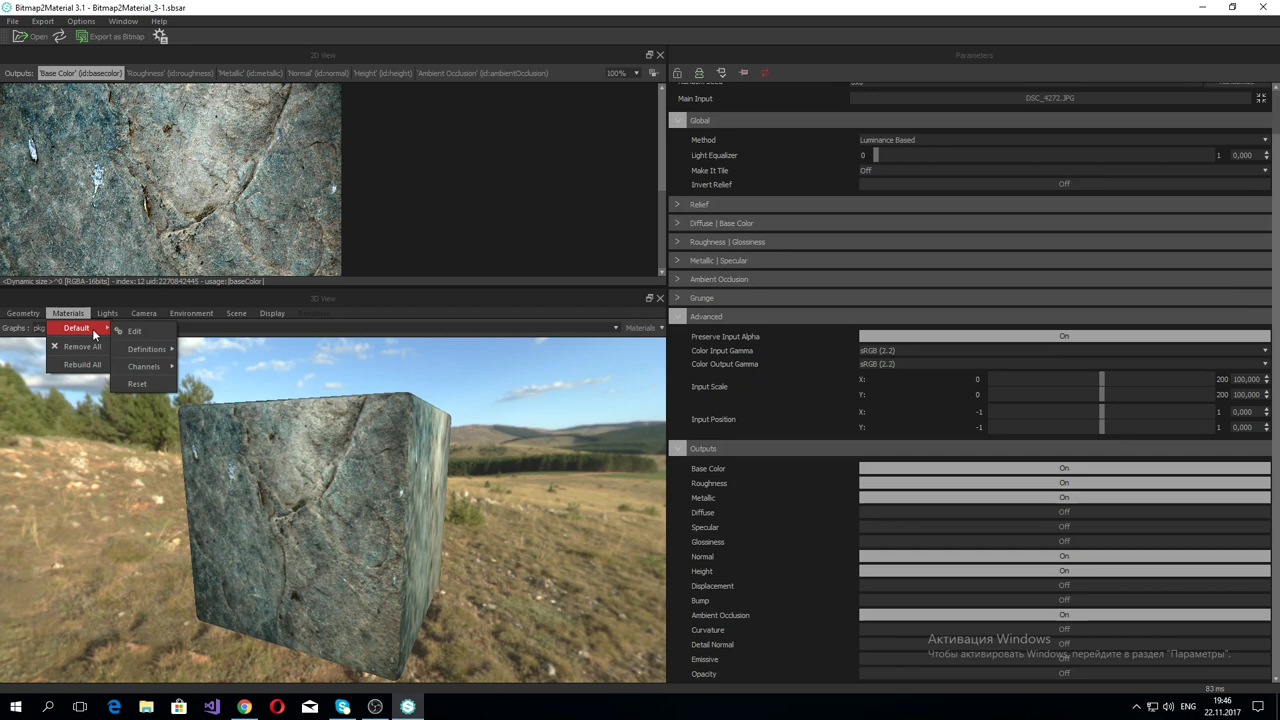 Bitmap2Material 3.1 - Bitmap2Material_3-1.sbsar
File Export Options Window Help
Open Export as Bitmap
2D View
Outputs: 'Base Color' (id:basecolor) 'Roughness' (id:roughness) 'Metallic' (id:metallic) 'Normal' (id:normal) 'Height' (id:height) 'Ambient Occlusion' (id:ambientOcclusion) 100%
<Dynamic size>^0 [RGBA-16bits] - index:12 uid:2270842445 - usage:|baseColor|
3D View
Geometry Materials Lights Camera Environment Scene Display Renderer
Graphs : pkg Materials
Default
Remove All
Rebuild All
Edit
Definitions
Channels
Reset
Parameters
Main Input DSC_4272.JPG
Global
Method Luminance Based
Light Equalizer 0 1 0,000
Make It Tile Off
Invert Relief Off
Relief
Diffuse | Base Color
Roughness | Glossiness
Metallic | Specular
Ambient Occlusion
Grunge
Advanced
Preserve Input Alpha On
Color Input Gamma sRGB (2.2)
Color Output Gamma sRGB (2.2)
Input Scale X: 0 200 100,000
Y: 0 200 100,000
Input Position X: -1 1 0,000
Y: -1 1 0,000
Outputs
Base Color On
Roughness On
Metallic On
Diffuse Off
Specular Off
Glossiness Off
Normal On
Height On
Displacement Off
Bump Off
Ambient Occlusion On
Curvature Off
Detail Normal Off
Emissive Off
Opacity Off
Активация Windows
Чтобы активировать Windows, перейдите в раздел "Параметры".
83 ms
ENG
19:46
22.11.2017